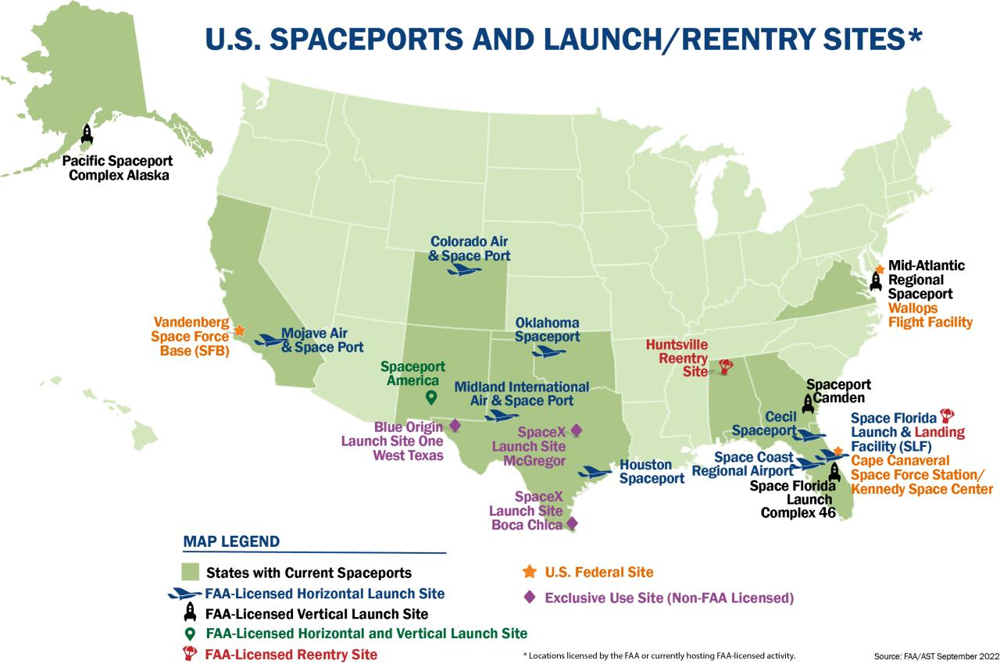 U.S. SPACEPORTS AND LAUNCH/REENTRY SITES*
Pacific Spaceport
Complex Alaska
Colorado Air
& Space Port
Mid-Atlantic
Regional
Spaceport
Wallops
Flight Facility
Vandenberg
Space Force
Base (SFB)
Mojave Air
& Space Port
Oklahoma
Spaceport
Huntsville
Reentry
Site
Spaceport
America
Midland International
Air & Space Port
Spaceport
Camden
Blue Origin
Launch Site One
West Texas
SpaceX
Launch Site
McGregor
Cecil
Spaceport
Space Florida
Launch & Landing
Facility (SLF)
Cape Canaveral
Space Force Station/
Kennedy Space Center
Houston
Spaceport
Space Coast
Regional Airport
Space Florida
Launch
Complex 46
SpaceX
Launch Site
Boca Chica
MAP LEGEND
States with Current Spaceports
FAA-Licensed Horizontal Launch Site
FAA-Licensed Vertical Launch Site
FAA-Licensed Horizontal and Vertical Launch Site
FAA-Licensed Reentry Site
U.S. Federal Site
Exclusive Use Site (Non-FAA Licensed)
* Locations licensed by the FAA or currently hosting FAA-licensed activity.
Source: FAA/AST September 2022